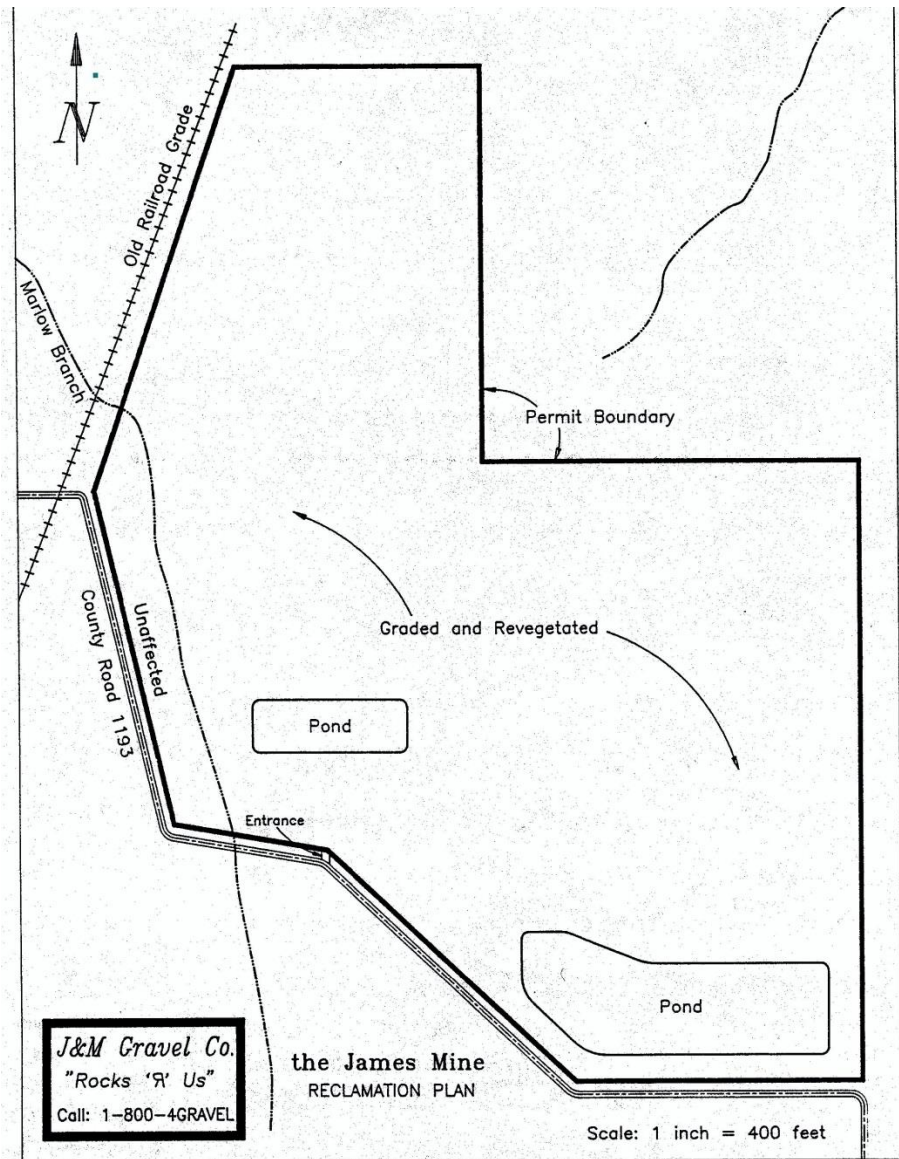 N
Old Railroad Grade
Marlow Branch
Permit Boundary
Graded and Revegetated
Unaffected
County Road 1193
Pond
Entrance
Pond
J&M Gravel Co.
"Rocks 'Я' Us"
Call: 1-800-4GRAVEL
the James Mine
RECLAMATION PLAN
Scale: 1 inch = 400 feet